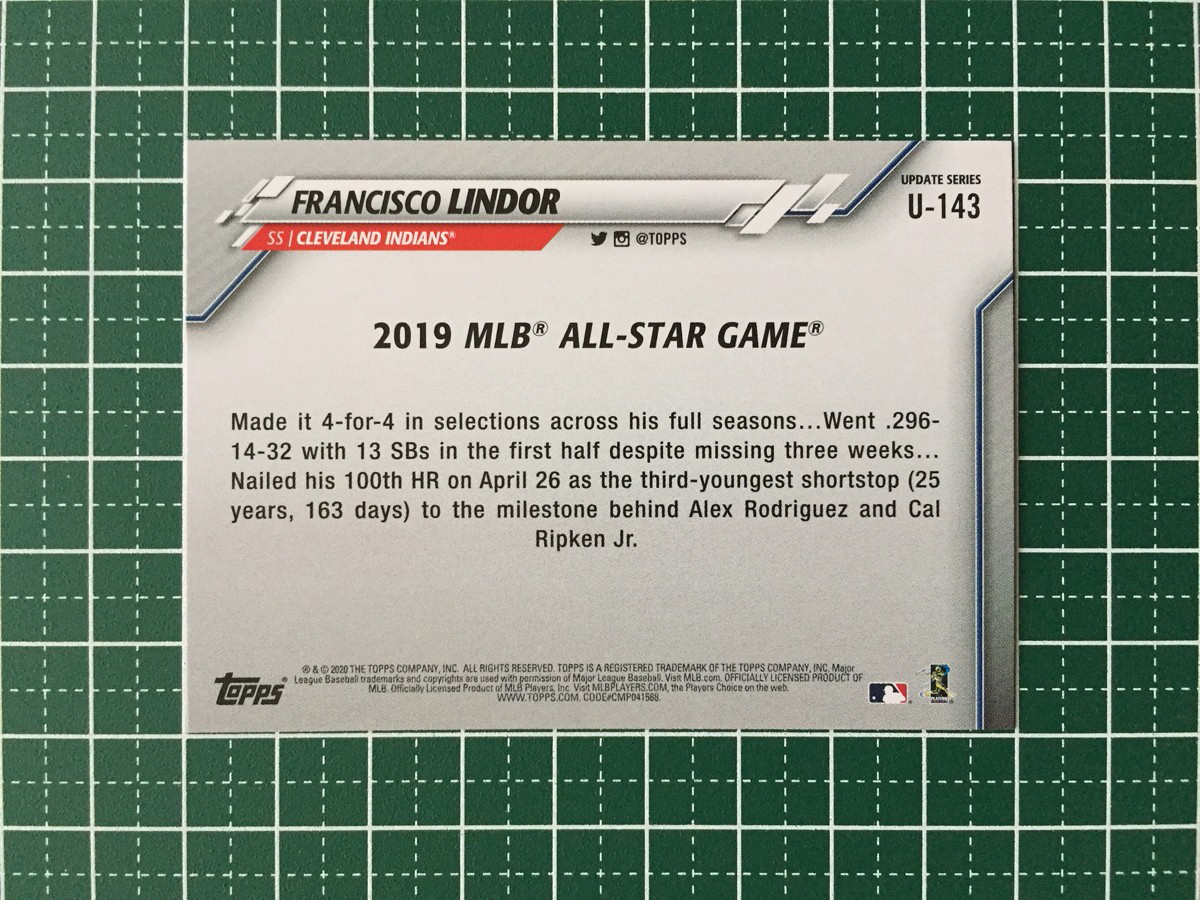 FRANCISCO LINDOR
UPDATE SERIES
U-143
SS | CLEVELAND INDIANS®
@TOPPS
2019 MLB® ALL-STAR GAME®
Made it 4-for-4 in selections across his full seasons...Went .296-
14-32 with 13 SBs in the first half despite missing three weeks...
Nailed his 100th HR on April 26 as the third-youngest shortstop (25
years, 163 days) to the milestone behind Alex Rodriguez and Cal
Ripken Jr.
Topps®
® & © 2020 THE TOPPS COMPANY, INC. ALL RIGHTS RESERVED. TOPPS IS A REGISTERED TRADEMARK OF THE TOPPS COMPANY, INC. Major
League Baseball trademarks and copyrights are used with permission of Major League Baseball. Visit MLB.com. OFFICIALLY LICENSED PRODUCT OF
MLB. Officially Licensed Product of MLB Players, Inc. Visit MLBPLAYERS.COM, the Players Choice on the web.
WWW.TOPPS.COM. CODE#CMP041568.